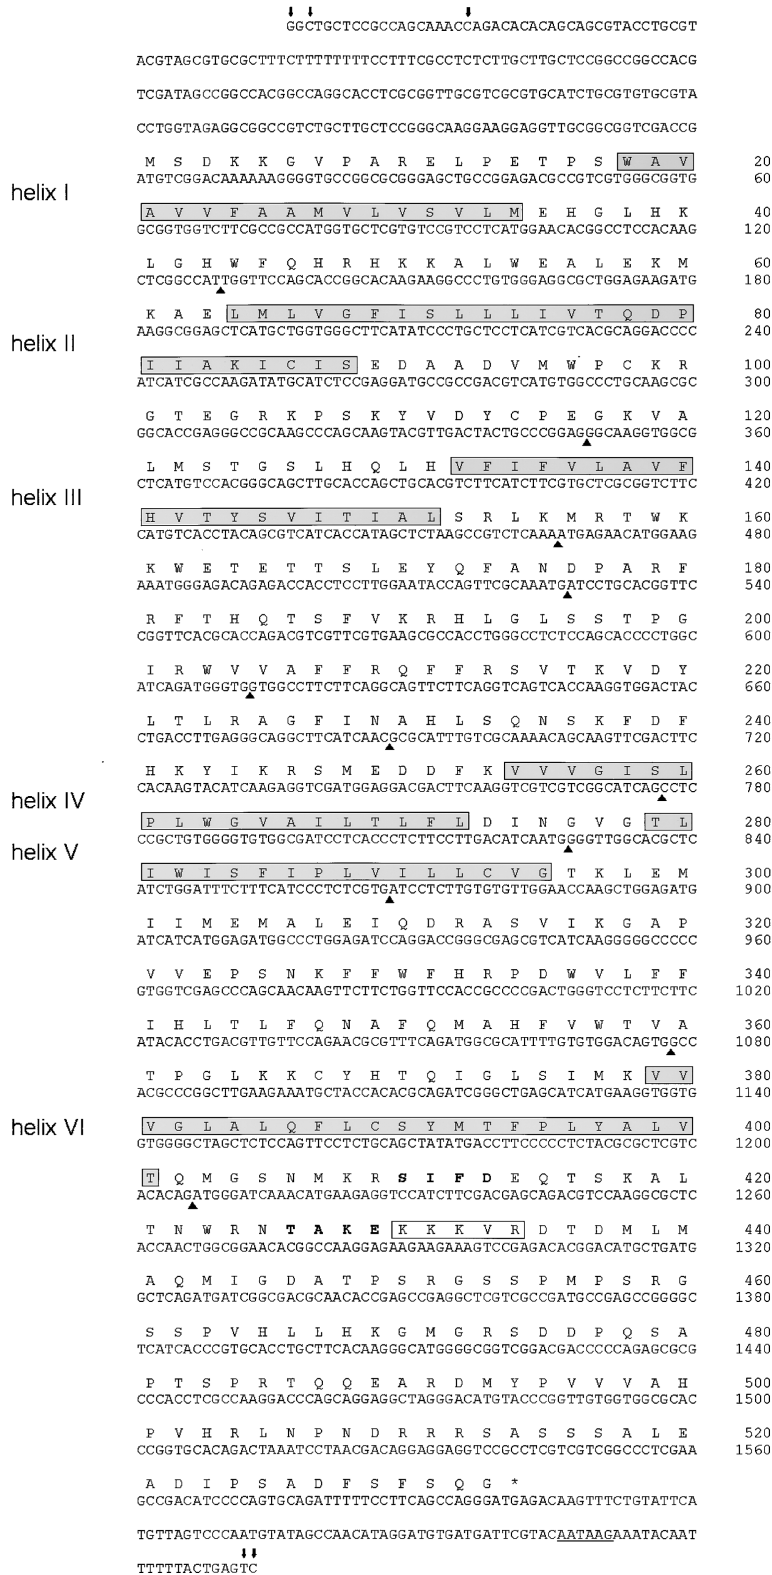 GGCTGCTCCGCCAGCAAACCAGACACACAGCAGCGTACCTGCGT
ACGTAGCGTGCGCTTTCTTTTTTTTTCCTTTCGCCTCTCTTGCTTGCTCCGGCCGGCCACG
TCGATAGCCGGCCACGGCCAGGCACCTCGCGGTTGCGTCGCGTGCATCTGCGTGTGCGTA
CCTGGTAGAGGCGGCCGTCTGCTTGCTCCGGGCAAGGAAGGAGGTTGCGGCGGTCGACCG
M S D K K G V P A R E L P E T P S W A V 20
ATGTCGGACAAAAAAGGGGTGCCGGCGCGGGAGCTGCCGGAGACGCCGTCGTGGGCGGTG 60
helix I
A V V F A A M V L V S V L M E H G L H K 40
GCGGTGGTCTTCGCCGCCATGGTGCTCGTGTCCGTCCTCATGGAACACGGCCTCCACAAG 120
L G H W F Q H R H K K A L W E A L E K M 60
CTCGGCCATTGGTTCCAGCACCGGCACAAGAAGGCCCTGTGGGAGGCGCTGGAGAAGATG 180
K A E L M L V G F I S L L L I V T Q D P 80
AAGGCGGAGCTCATGCTGGTGGGCTTCATATCCCTGCTCCTCATCGTCACGCAGGACCCC 240
helix II
I I A K I C I S E D A A D V M W P C K R 100
ATCATCGCCAAGATATGCATCTCCGAGGATGCCGCCGACGTCATGTGGCCCTGCAAGCGC 300
G T E G R K P S K Y V D Y C P E G K V A 120
GGCACCGAGGGCCGCAAGCCCAGCAAGTACGTTGACTACTGCCCGGAGGGCAAGGTGGCG 360
L M S T G S L H Q L H V F I F V L A V F 140
CTCATGTCCACGGGCAGCTTGCACCAGCTGCACGTCTTCATCTTCGTGCTCGCGGTCTTC 420
helix III
H V T Y S V I T I A L S R L K M R T W K 160
CATGTCACCTACAGCGTCATCACCATAGCTCTAAGCCGTCTCAAAATGAGAACATGGAAG 480
K W E T E T T S L E Y Q F A N D P A R F 180
AAATGGGAGACAGAGACCACCTCCTTGGAATACCAGTTCGCAAATGATCCTGCACGGTTC 540
R F T H Q T S F V K R H L G L S S T P G 200
CGGTTCACGCACCAGACGTCGTTCGTGAAGCGCCACCTGGGCCTCTCCAGCACCCCTGGC 600
I R W V V A F F R Q F F R S V T K V D Y 220
ATCAGATGGGTGGTGGCCTTCTTCAGGCAGTTCTTCAGGTCAGTCACCAAGGTGGACTAC 660
L T L R A G F I N A H L S Q N S K F D F 240
CTGACCTTGAGGGCAGGCTTCATCAACGCGCATTTGTCGCAAAACAGCAAGTTCGACTTC 720
H K Y I K R S M E D D F K V V V G I S L 260
CACAAGTACATCAAGAGGTCGATGGAGGACGACTTCAAGGTCGTCGTCGGCATCAGCCTC 780
helix IV
P L W G V A I L T L F L D I N G V G T L 280
CCGCTGTGGGGTGTGGCGATCCTCACCCTCTTCCTTGACATCAATGGGGTTGGCACGCTC 840
helix V
I W I S F I P L V I L L C V G T K L E M 300
ATCTGGATTTCTTTCATCCCTCTCGTGATCCTCTTGTGTGTTGGAACCAAGCTGGAGATG 900
I I M E M A L E I Q D R A S V I K G A P 320
ATCATCATGGAGATGGCCCTGGAGATCCAGGACCGGGCGAGCGTCATCAAGGGGGCCCCC 960
V V E P S N K F F W F H R P D W V L F F 340
GTGGTCGAGCCCAGCAACAAGTTCTTCTGGTTCCACCGCCCCGACTGGGTCCTCTTCTTC 1020
I H L T L F Q N A F Q M A H F V W T V A 360
ATACACCTGACGTTGTTCCAGAACGCGTTTCAGATGGCGCATTTTGTGTGGACAGTGGCC 1080
T P G L K K C Y H T Q I G L S I M K V V 380
ACGCCCGGCTTGAAGAAATGCTACCACACGCAGATCGGGCTGAGCATCATGAAGGTGGTG 1140
helix VI
V G L A L Q F L C S Y M T F P L Y A L V 400
GTGGGGCTAGCTCTCCAGTTCCTCTGCAGCTATATGACCTTCCCCCTCTACGCGCTCGTC 1200
T Q M G S N M K R S I F D E Q T S K A L 420
ACACAGATGGGATCAAACATGAAGAGGTCCATCTTCGACGAGCAGACGTCCAAGGCGCTC 1260
T N W R N T A K E K K K V R D T D M L M 440
ACCAACTGGCGGAACACGGCCAAGGAGAAGAAGAAAGTCCGAGACACGGACATGCTGATG 1320
A Q M I G D A T P S R G S S P M P S R G 460
GCTCAGATGATCGGCGACGCAACACCGAGCCGAGGCTCGTCGCCGATGCCGAGCCGGGGC 1380
S S P V H L L H K G M G R S D D P Q S A 480
TCATCACCCGTGCACCTGCTTCACAAGGGCATGGGGCGGTCGGACGACCCCCAGAGCGCG 1440
P T S P R T Q Q E A R D M Y P V V V A H 500
CCCACCTCGCCAAGGACCCAGCAGGAGGCTAGGGACATGTACCCGGTTGTGGTGGCGCAC 1500
P V H R L N P N D R R R S A S S S A L E 520
CCGGTGCACAGACTAAATCCTAACGACAGGAGGAGGTCCGCCTCGTCGTCGGCCCTCGAA 1560
A D I P S A D F S F S Q G *
GCCGACATCCCCAGTGCAGATTTTTCCTTCAGCCAGGGATGAGACAAGTTTCTGTATTCA
TGTTAGTCCCAATGTATAGCCAACATAGGATGTGATGATTCGTACAATAAGAAATACAAT
TTTTTACTGAGTC